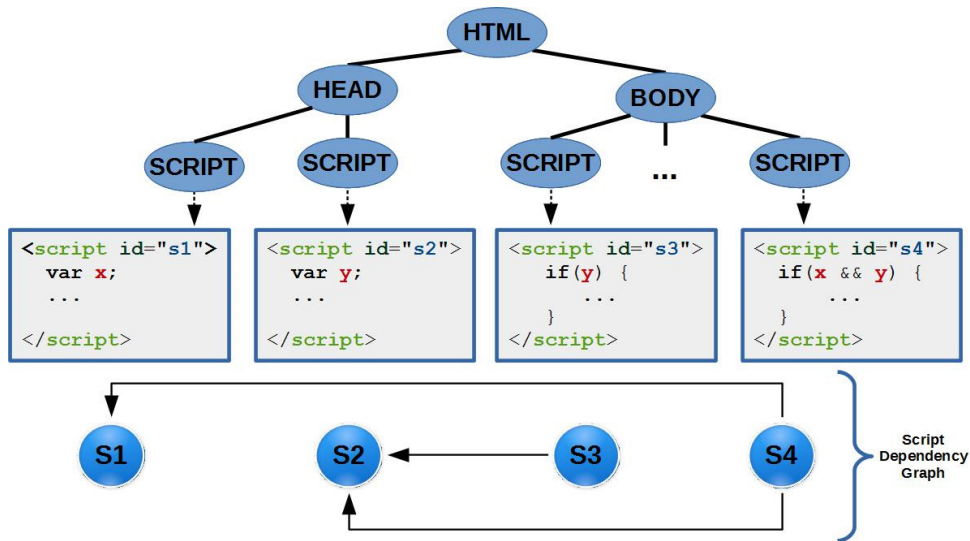 HTML
HEAD
BODY
SCRIPT
SCRIPT
SCRIPT
...
SCRIPT
<script id="s1">
var x;
...
</script>
<script id="s2">
var y;
...
</script>
<script id="s3">
if(y) {
...
}
</script>
<script id="s4">
if(x && y) {
...
}
</script>
S1
S2
S3
S4
Script
Dependency
Graph